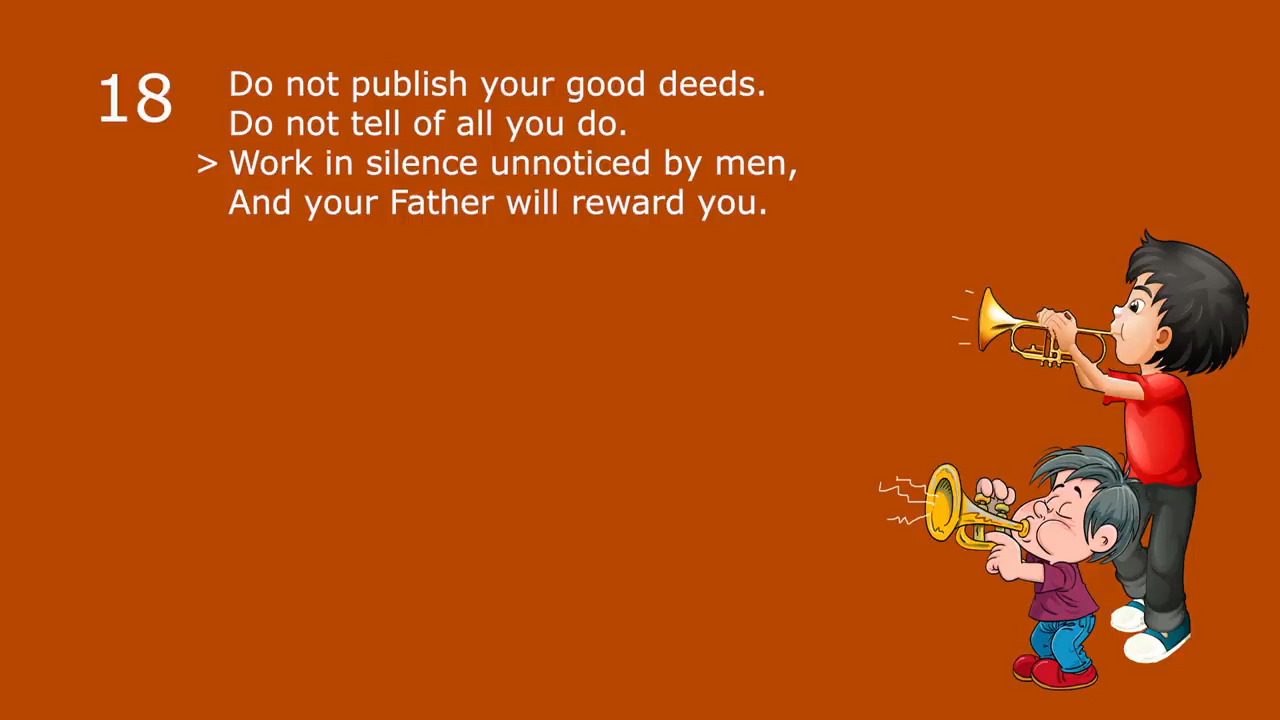 18
Do not publish your good deeds.
Do not tell of all you do.
> Work in silence unnoticed by men,
And your Father will reward you.